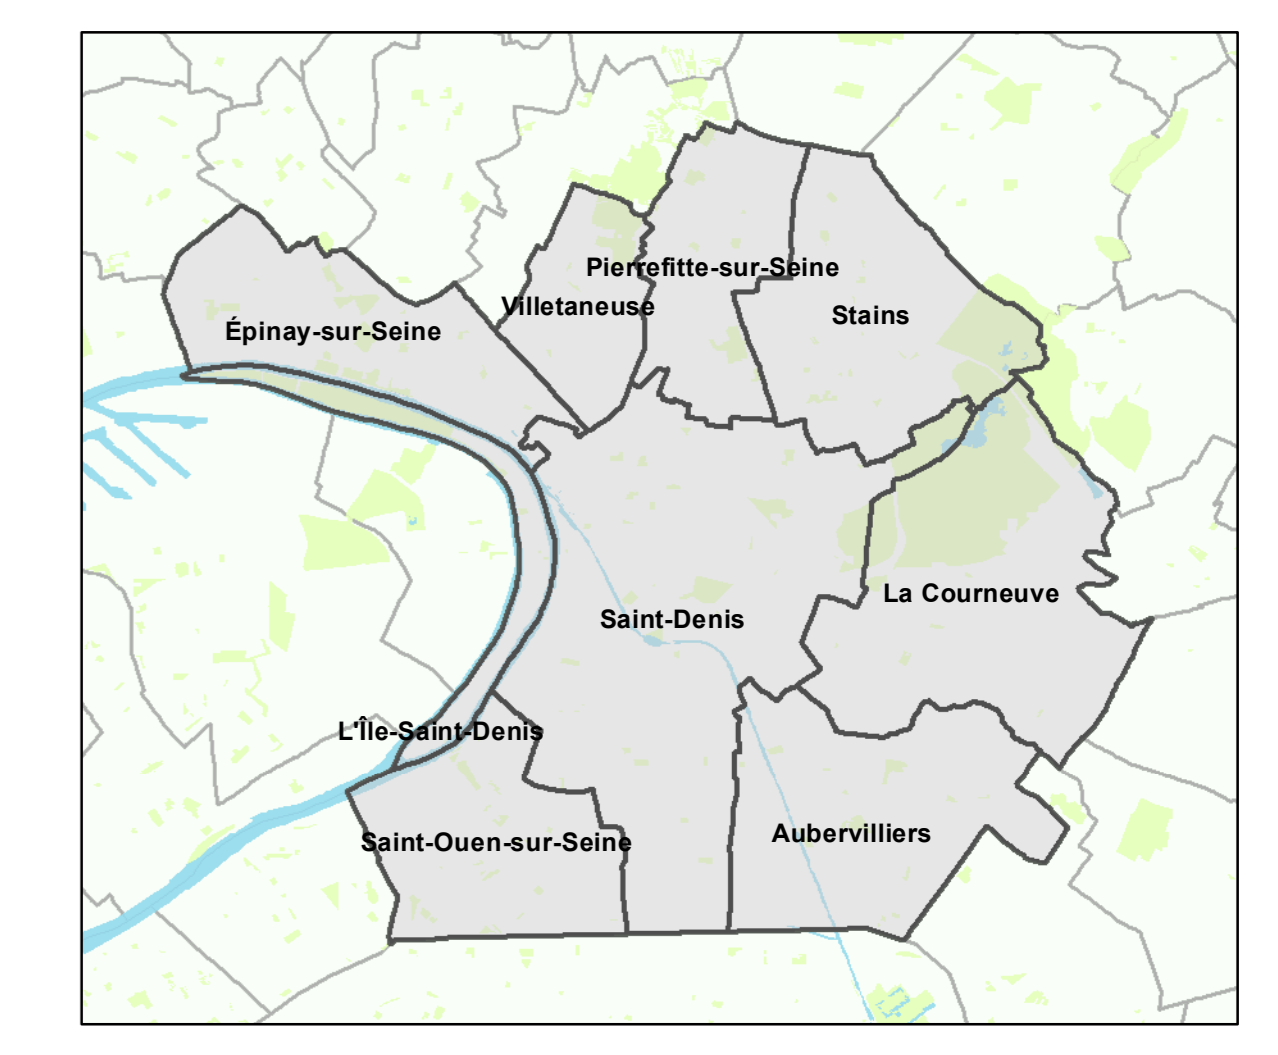 Pierrefitte-sur-Seine
Villetaneuse
Stains
Épinay-sur-Seine
La Courneuve
Saint-Denis
L'Île-Saint-Denis
Aubervilliers
Saint-Ouen-sur-Seine